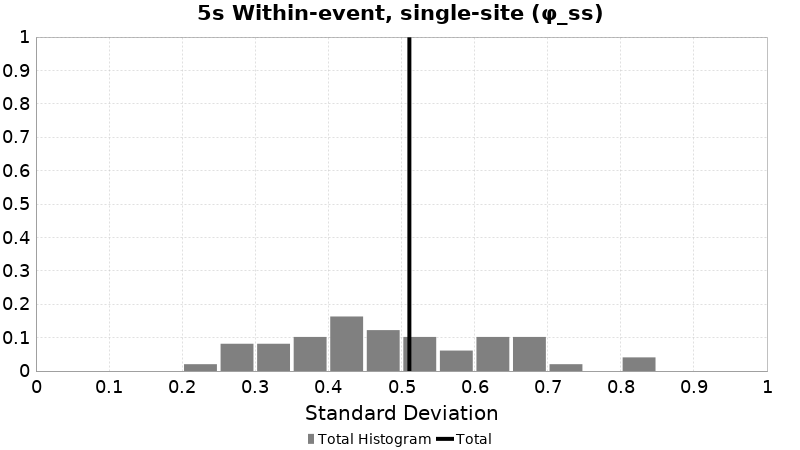 5s Within-event, single-site (φ_ss)
1
0.9
0.8
0.7
0.6
0.5
0.4
0.3
0.2
0.1
0
0 0.1 0.2 0.3 0.4 0.5 0.6 0.7 0.8 0.9 1
Standard Deviation
Total Histogram Total